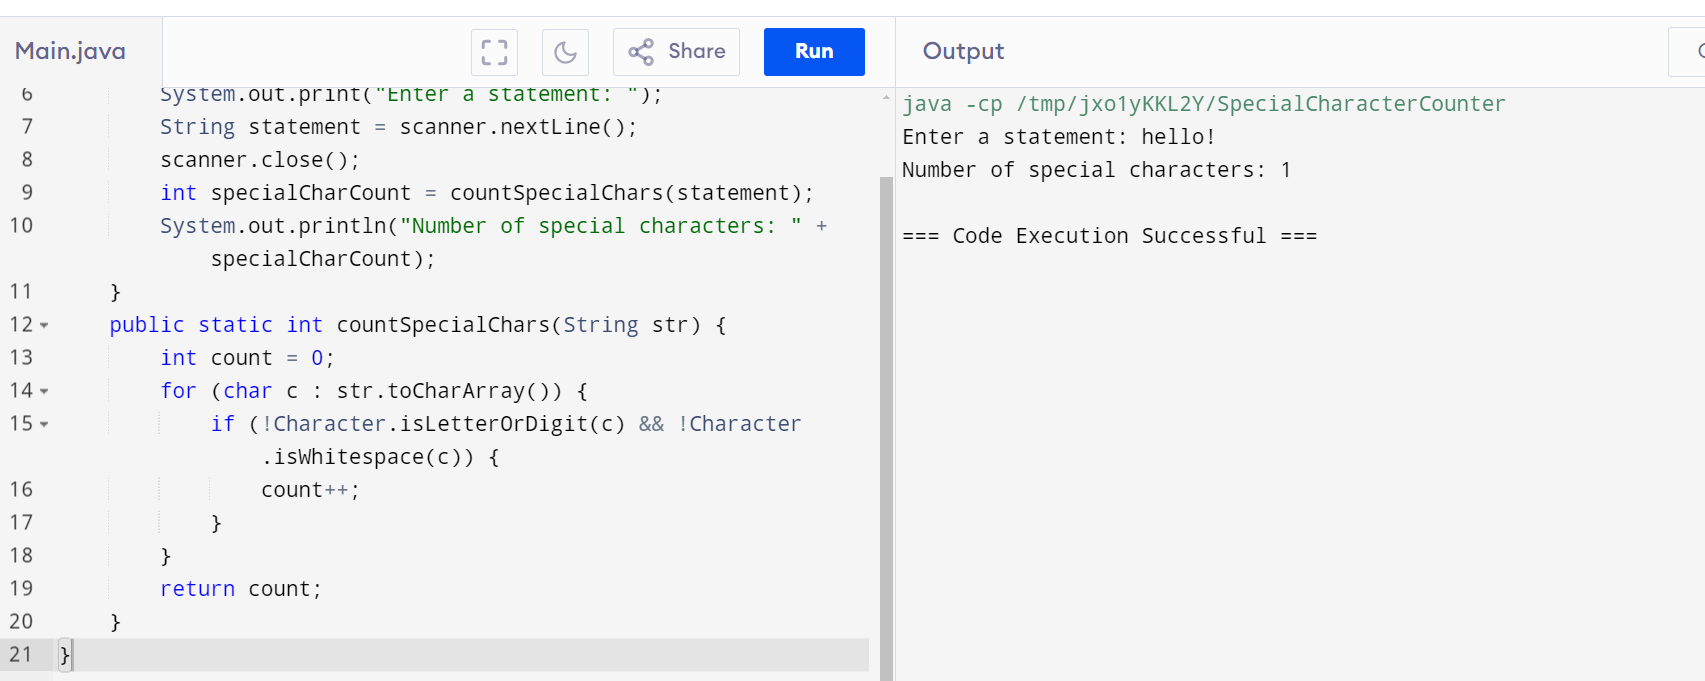 Main.java
Share
Run
Output
6 System.out.print("Enter a statement: ");
7 String statement = scanner.nextLine();
8 scanner.close();
9 int specialCharCount = countSpecialChars(statement);
10 System.out.println("Number of special characters: " +
specialCharCount);
11 }
12 public static int countSpecialChars(String str) {
13 int count = 0;
14 for (char c : str.toCharArray()) {
15 if (!Character.isLetterOrDigit(c) && !Character
.isWhitespace(c)) {
16 count++;
17 }
18 }
19 return count;
20 }
21 }
java -cp /tmp/jxo1yKKL2Y/SpecialCharacterCounter
Enter a statement: hello!
Number of special characters: 1
=== Code Execution Successful ===